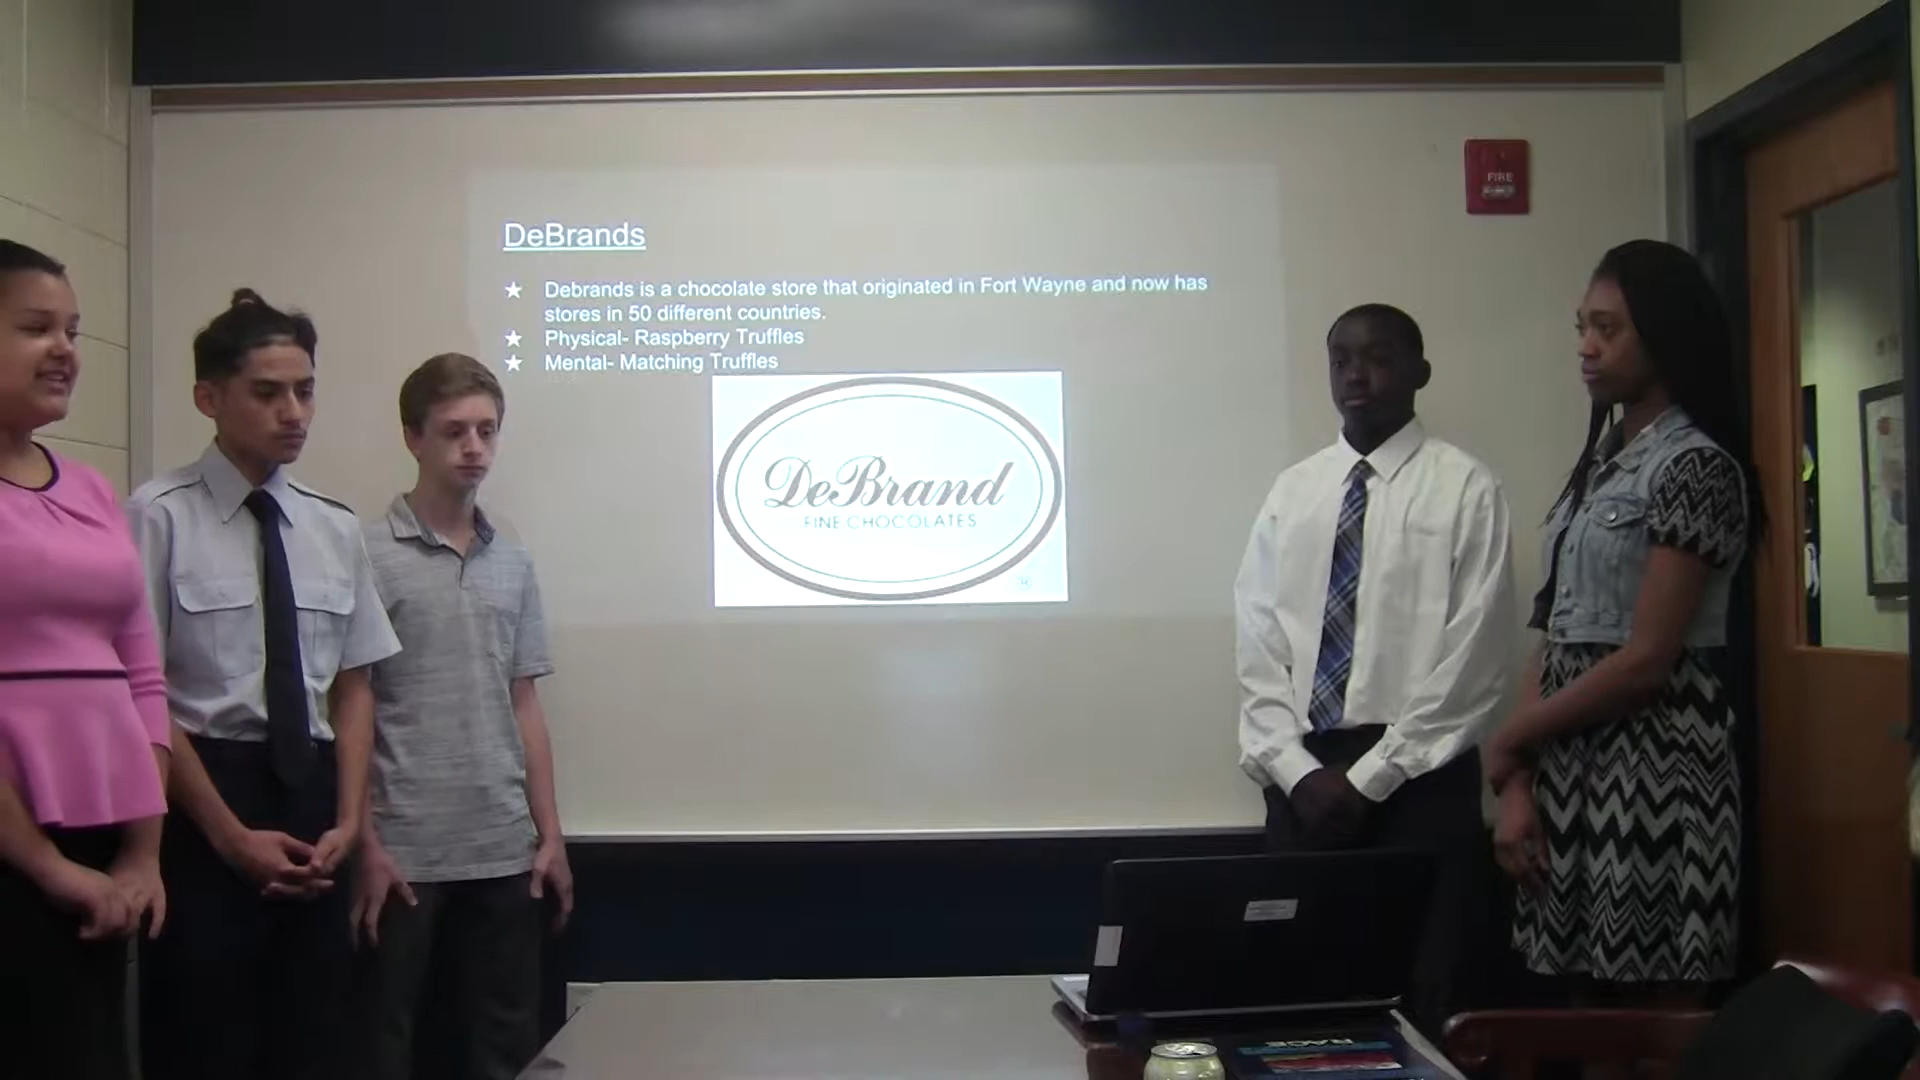 FIRE
DeBrands
★ Debrands is a chocolate store that originated in Fort Wayne and now has
stores in 50 different countries.
★ Physical- Raspberry Truffles
★ Mental- Matching Truffles
DeBrand
FINE CHOCOLATES
®
RACE